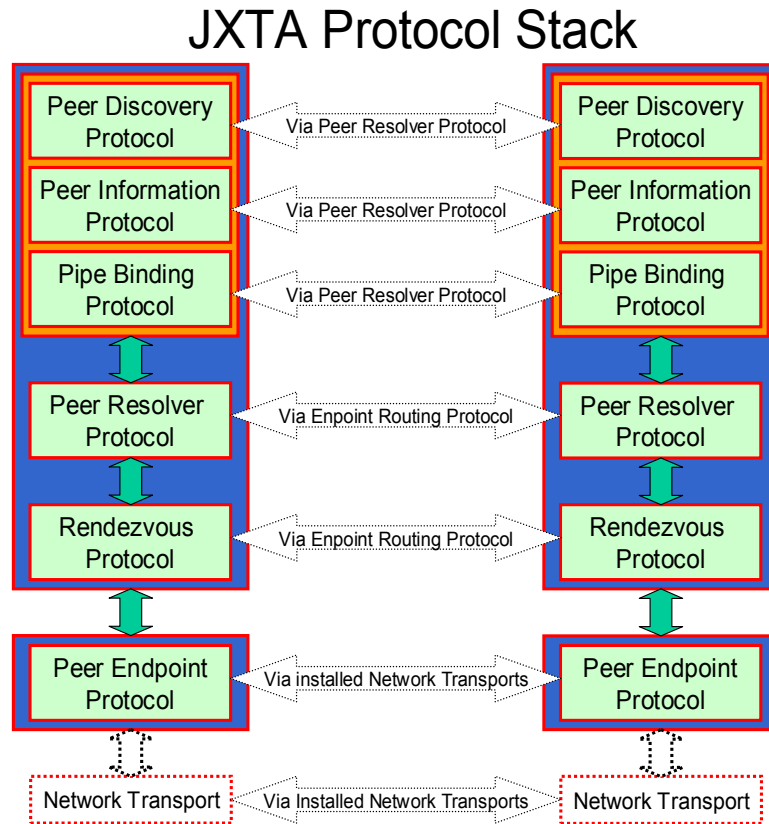 JXTA Protocol Stack
Peer Discovery
Protocol
Via Peer Resolver Protocol
Peer Discovery
Protocol
Peer Information
Protocol
Via Peer Resolver Protocol
Peer Information
Protocol
Pipe Binding
Protocol
Via Peer Resolver Protocol
Pipe Binding
Protocol
Peer Resolver
Protocol
Via Enpoint Routing Protocol
Peer Resolver
Protocol
Rendezvous
Protocol
Via Enpoint Routing Protocol
Rendezvous
Protocol
Peer Endpoint
Protocol
Via installed Network Transports
Peer Endpoint
Protocol
Network Transport
Via Installed Network Transports
Network Transport